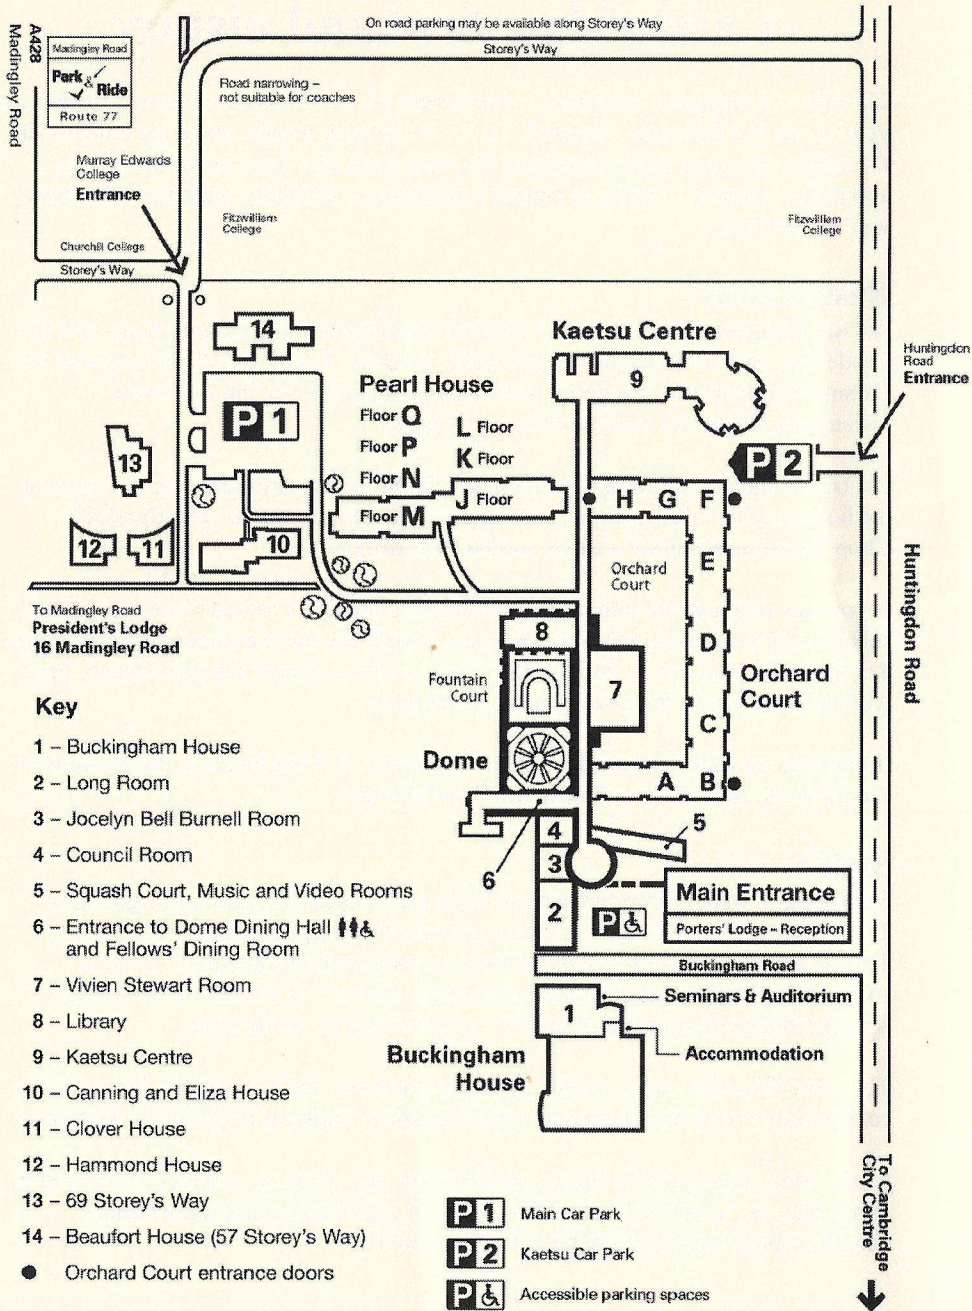 On road parking may be available along Storey's Way
Storey's Way
A428
Madingley Road
Madingley Road
Park & Ride
Route 77
Road narrowing –
not suitable for coaches
Murray Edwards
College
Entrance
Fitzwilliam
College
Fitzwilliam
College
Churchill College
Storey's Way
14
Kaetsu Centre
9
Huntingdon
Road
Entrance
Pearl House
Floor Q
Floor P
Floor N
Floor M
L Floor
K Floor
J Floor
P 1
P 2
13
12
11
10
H G F
E
D
C
A B
Orchard
Court
To Madingley Road
President's Lodge
16 Madingley Road
8
Fountain
Court
7
Orchard
Court
Huntingdon Road
Dome
4
5
3
6
2
P
Main Entrance
Porters' Lodge – Reception
Buckingham Road
1
Seminars & Auditorium
Accommodation
Buckingham
House
Key
1 – Buckingham House
2 – Long Room
3 – Jocelyn Bell Burnell Room
4 – Council Room
5 – Squash Court, Music and Video Rooms
6 – Entrance to Dome Dining Hall
and Fellows' Dining Room
7 – Vivien Stewart Room
8 – Library
9 – Kaetsu Centre
10 – Canning and Eliza House
11 – Clover House
12 – Hammond House
13 – 69 Storey's Way
14 – Beaufort House (57 Storey's Way)
● Orchard Court entrance doors
P 1 Main Car Park
P 2 Kaetsu Car Park
P Accessible parking spaces
To Cambridge
City Centre